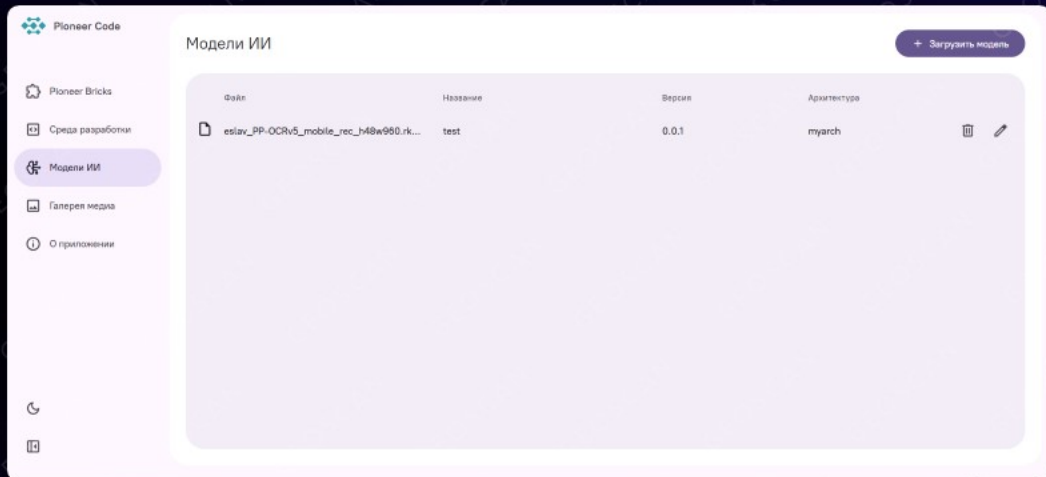 Pioneer Code
Модели ИИ
+ Загрузить модель
Pioneer Bricks
Среда разработки
Модели ИИ
Галерея медиа
О приложении
Файл Название Версия Архитектура
eslav_PP-OCRv5_mobile_rec_h48w960.rk... test 0.0.1 myarch